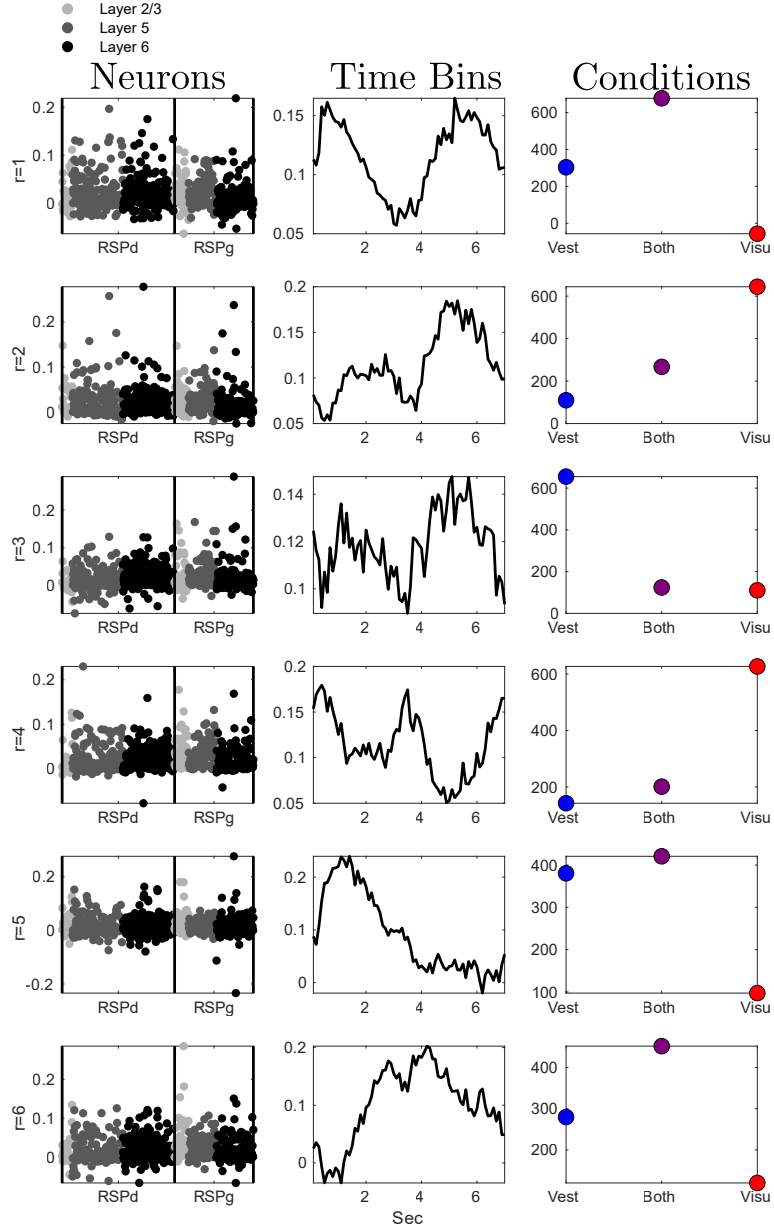 Layer 2/3
Layer 5
Layer 6
Neurons Time Bins Conditions
r=1
0.2
0.1
0
RSPd RSPg
0.15
0.1
0.05
2 4 6
600
400
200
0
Vest Both Visu
r=2
0.2
0.1
0
RSPd RSPg
0.2
0.15
0.1
0.05
2 4 6
600
400
200
0
Vest Both Visu
r=3
0.2
0.1
0
RSPd RSPg
0.14
0.12
0.1
2 4 6
600
400
200
0
Vest Both Visu
r=4
0.2
0.1
0
RSPd RSPg
0.2
0.15
0.1
0.05
2 4 6
600
400
200
Vest Both Visu
r=5
0.2
0
-0.2
RSPd RSPg
0.2
0.1
0
2 4 6
400
300
200
100
Vest Both Visu
r=6
0.2
0.1
0
RSPd RSPg
0.2
0.1
0
2 4 6
Sec
400
300
200
Vest Both Visu